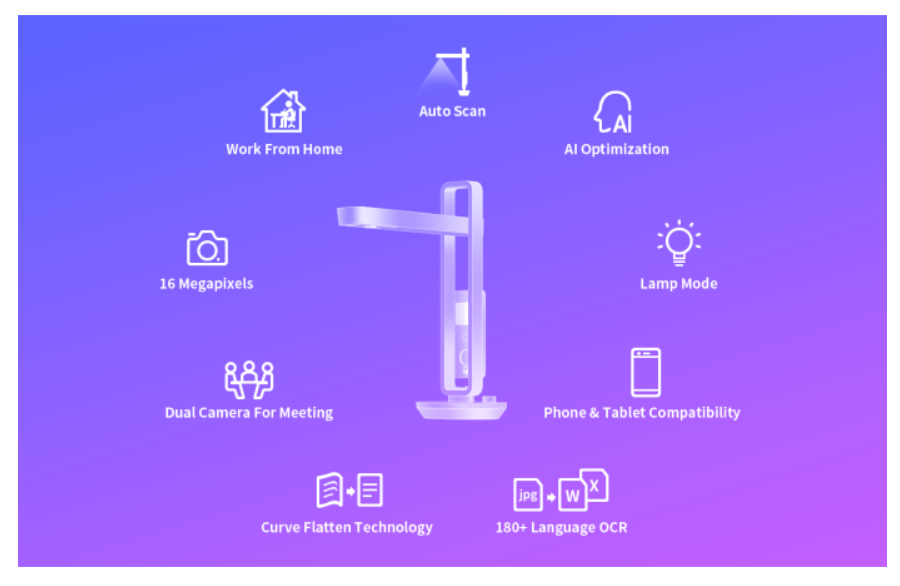 Auto Scan
Work From Home
AI
AI Optimization
16 Megapixels
Lamp Mode
Dual Camera For Meeting
Phone & Tablet Compatibility
jpg
W
X
Curve Flatten Technology
180+ Language OCR